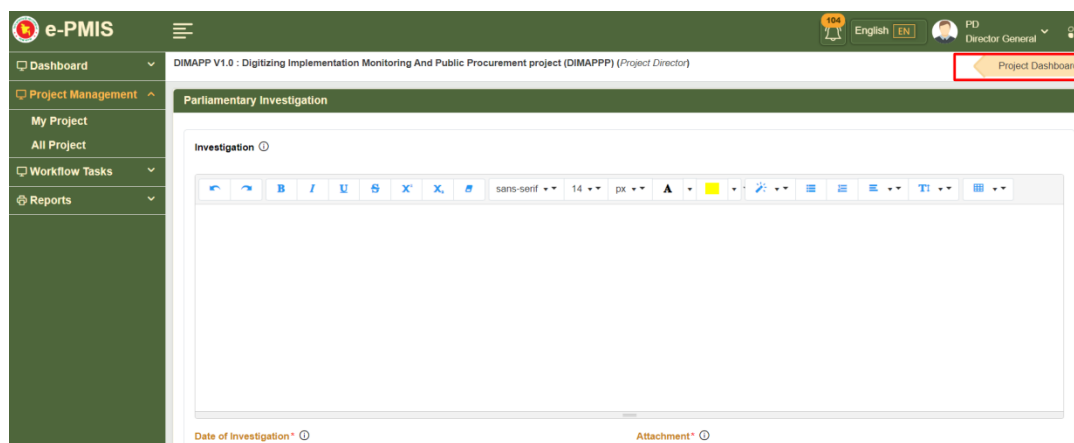 e-PMIS
104
English EN
PD
Director General
Dashboard
DIMAPP V1.0 : Digitizing Implementation Monitoring And Public Procurement project (DIMAPPP) (Project Director)
Project Dashboard
Project Management
Parliamentary Investigation
My Project
All Project
Investigation
Workflow Tasks
B I U S X X sans-serif 14 px A TI
Reports
Date of Investigation*
Attachment*